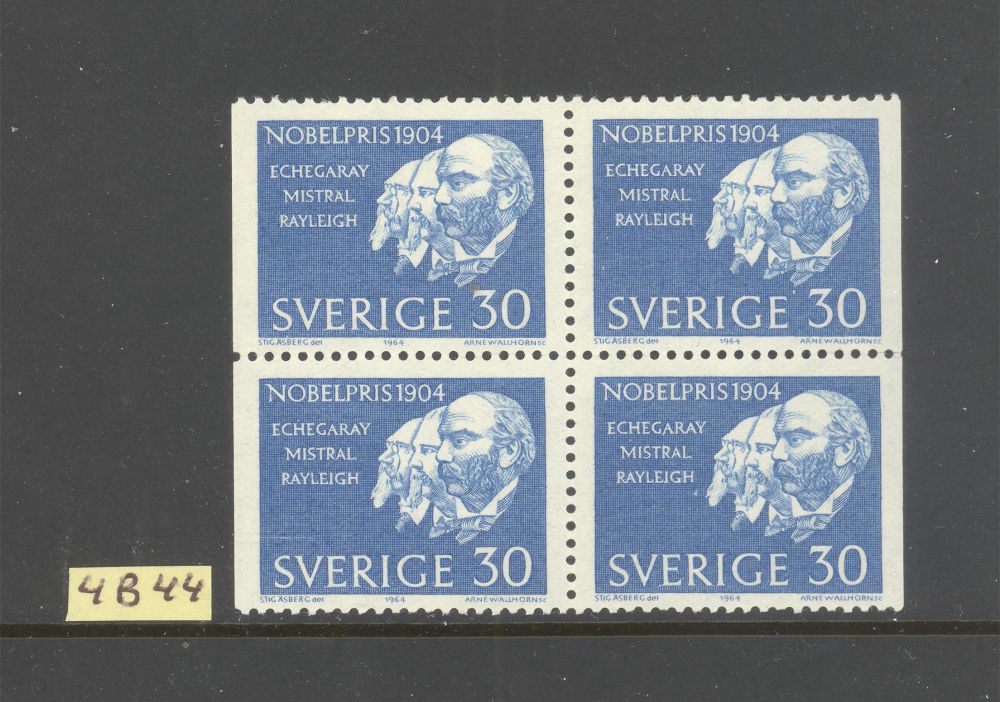 NOBELPRIS 1904
ECHEGARAY
MISTRAL
RAYLEIGH
SVERIGE 30
STIG ÅSBERG del 1964 ARNE WALLHORN sc
NOBELPRIS 1904
ECHEGARAY
MISTRAL
RAYLEIGH
SVERIGE 30
STIG ÅSBERG del 1964 ARNE WALLHORN sc
NOBELPRIS 1904
ECHEGARAY
MISTRAL
RAYLEIGH
SVERIGE 30
STIG ÅSBERG del 1964 ARNE WALLHORN sc
NOBELPRIS 1904
ECHEGARAY
MISTRAL
RAYLEIGH
SVERIGE 30
STIG ÅSBERG del 1964 ARNE WALLHORN sc
4 B 44